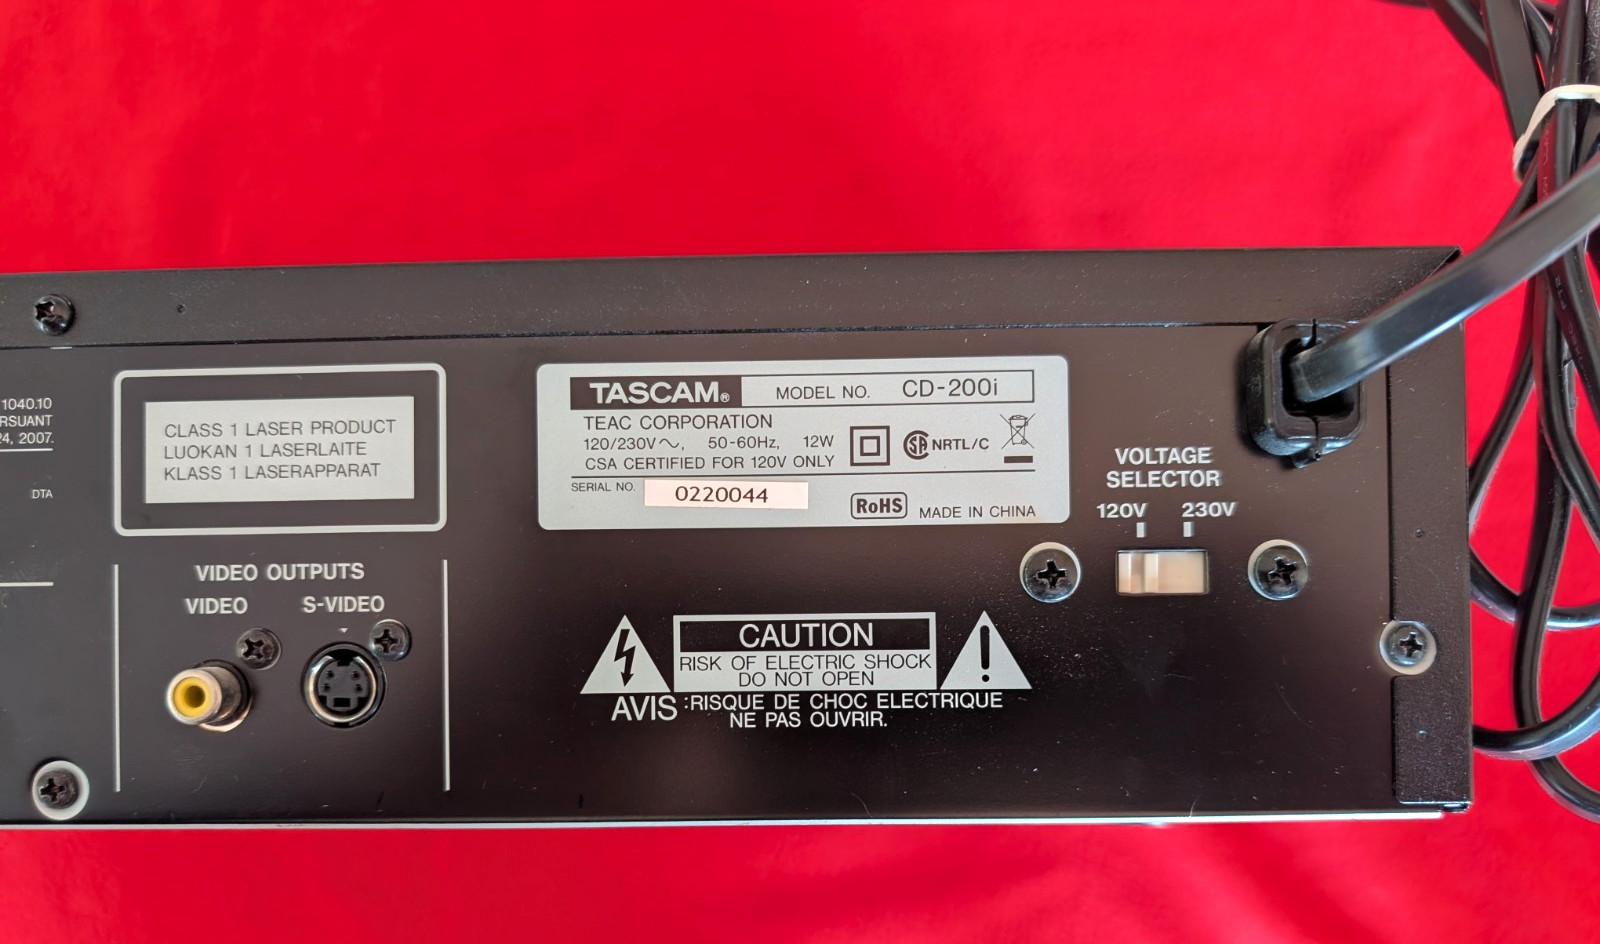 1040.10
RSUANT
24, 2007.
DTA
CLASS 1 LASER PRODUCT
LUOKAN 1 LASERLAITE
KLASS 1 LASERAPPARAT
VIDEO OUTPUTS
VIDEO S-VIDEO
TASCAM® MODEL NO. CD-200i
TEAC CORPORATION
120/230V～, 50-60Hz, 12W
CSA CERTIFIED FOR 120V ONLY
SA NRTL/C
SERIAL NO. 0220044
RoHS MADE IN CHINA
VOLTAGE
SELECTOR
120V 230V
CAUTION
RISK OF ELECTRIC SHOCK
DO NOT OPEN
AVIS :RISQUE DE CHOC ELECTRIQUE
NE PAS OUVRIR.